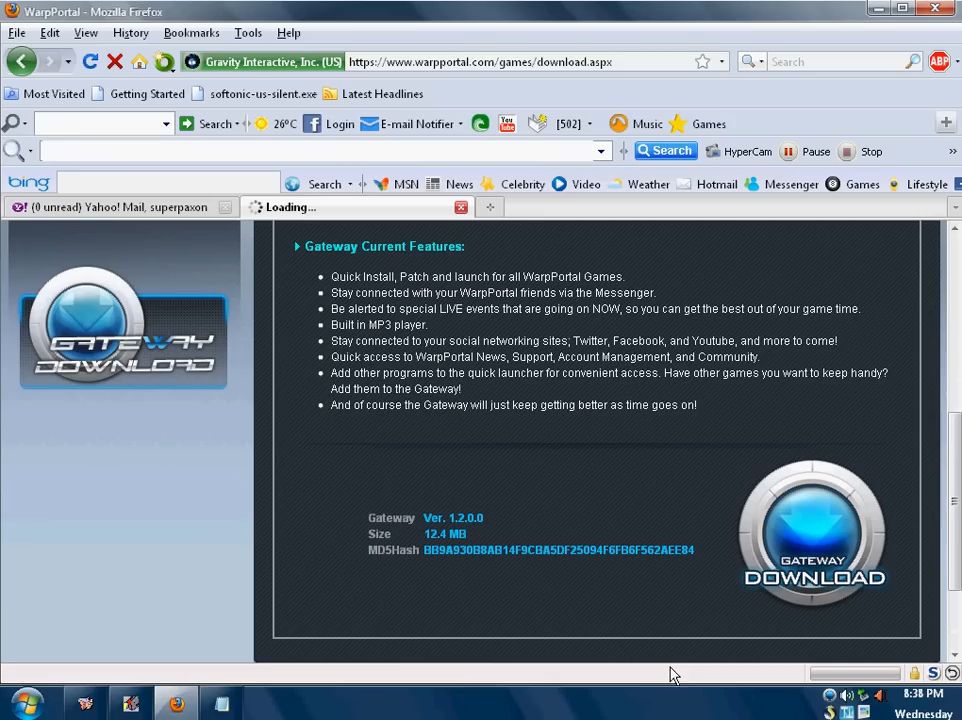 WarpPortal - Mozilla Firefox
File Edit View History Bookmarks Tools Help
Gravity Interactive, Inc. (US) https://www.warpportal.com/games/download.aspx Search ABP
Most Visited Getting Started softonic-us-silent.exe Latest Headlines
Search 26ºC Login E-mail Notifier You Tube [502] Music Games
Search HyperCam Pause Stop »
bing Search MSN News Celebrity Video Weather Hotmail Messenger Games Lifestyle
(0 unread) Yahoo! Mail, superpaxon Loading...
Gateway Current Features:
Quick Install, Patch and launch for all WarpPortal Games.
Stay connected with your WarpPortal friends via the Messenger.
Be alerted to special LIVE events that are going on NOW, so you can get the best out of your game time.
Built in MP3 player.
Stay connected to your social networking sites; Twitter, Facebook, and Youtube, and more to come!
Quick access to WarpPortal News, Support, Account Management, and Community.
Add other programs to the quick launcher for convenient access. Have other games you want to keep handy?
Add them to the Gateway!
And of course the Gateway will just keep getting better as time goes on!
GATEWAY
DOWNLOAD
Gateway Ver. 1.2.0.0
Size 12.4 MB
MD5Hash BB9A930B8AB14F9CBA5DF25094F6FB6F562AEE84
GATEWAY
DOWNLOAD
8:38 PM
Wednesday